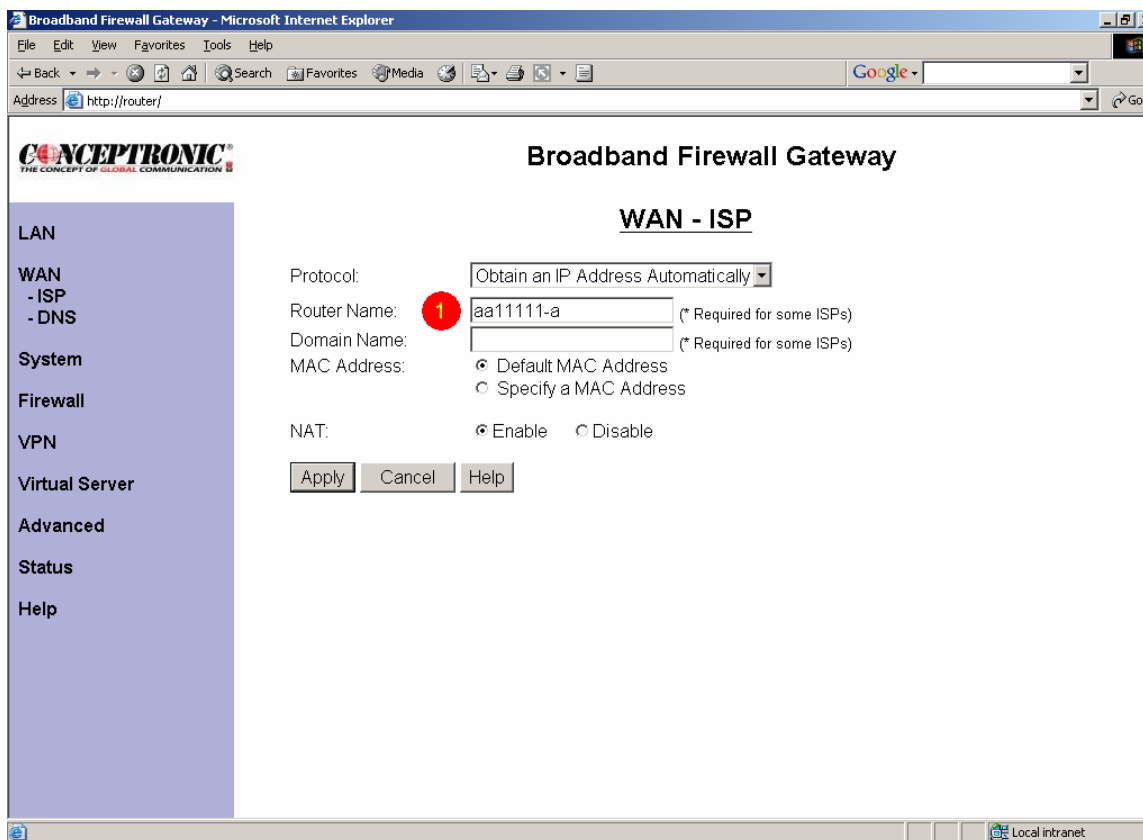 Broadband Firewall Gateway - Microsoft Internet Explorer
File Edit View Favorites Tools Help
Back Search Favorites Media Google
Address http://router/ Go
CONCEPTRONIC®
THE CONCEPT OF GLOBAL COMMUNICATION
Broadband Firewall Gateway
WAN - ISP
LAN
WAN
- ISP
- DNS
System
Firewall
VPN
Virtual Server
Advanced
Status
Help
Protocol: Obtain an IP Address Automatically
Router Name: 1 aa11111-a (* Required for some ISPs)
Domain Name: (* Required for some ISPs)
MAC Address: Default MAC Address
Specify a MAC Address
NAT: Enable Disable
Apply Cancel Help
Local intranet